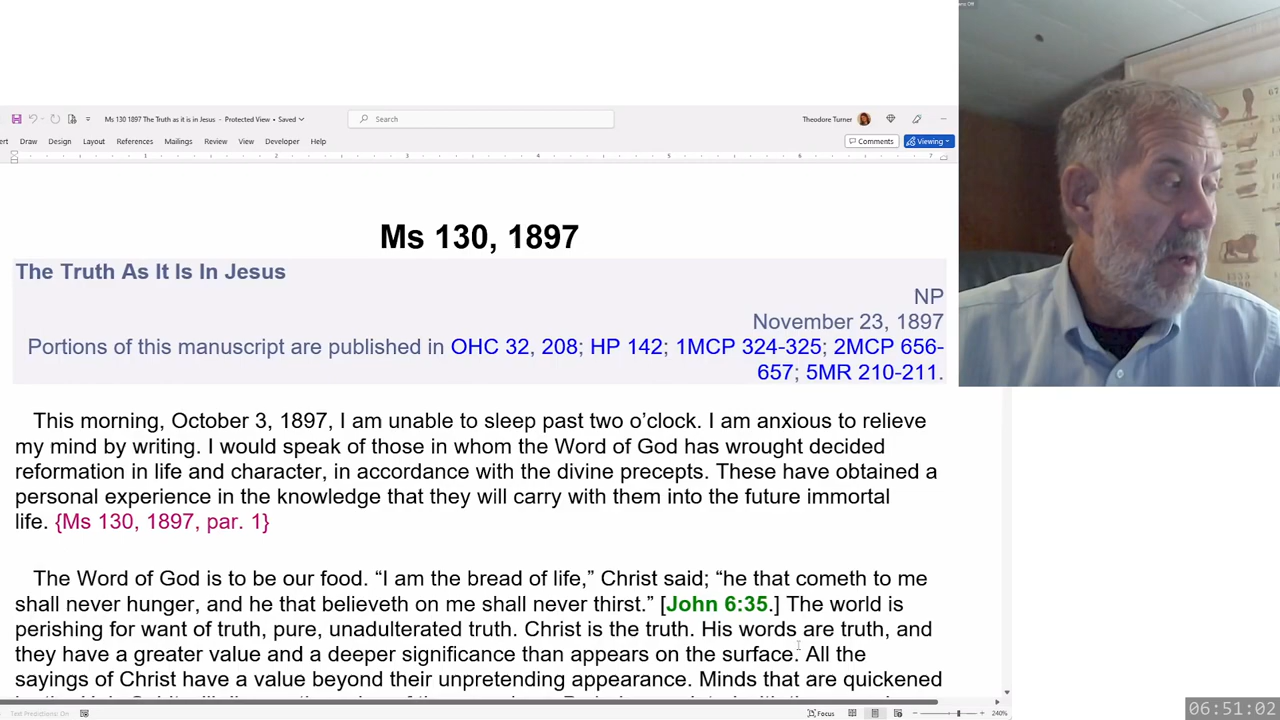 Ms 130 1897 The Truth as it is in Jesus - Protected View • Saved
Search
Theodore Turner
Draw Design Layout References Mailings Review View Developer Help
Comments
Viewing
1 2 3 4 5 6 7
Ms 130, 1897
The Truth As It Is In Jesus
NP
November 23, 1897
Portions of this manuscript are published in OHC 32, 208; HP 142; 1MCP 324-325; 2MCP 656-
657; 5MR 210-211.
This morning, October 3, 1897, I am unable to sleep past two o’clock. I am anxious to relieve
my mind by writing. I would speak of those in whom the Word of God has wrought decided
reformation in life and character, in accordance with the divine precepts. These have obtained a
personal experience in the knowledge that they will carry with them into the future immortal
life. {Ms 130, 1897, par. 1}
The Word of God is to be our food. “I am the bread of life,” Christ said; “he that cometh to me
shall never hunger, and he that believeth on me shall never thirst.” [John 6:35.] The world is
perishing for want of truth, pure, unadulterated truth. Christ is the truth. His words are truth, and
they have a greater value and a deeper significance than appears on the surface. All the
sayings of Christ have a value beyond their unpretending appearance. Minds that are quickened
Text Predictions: On
Focus
240%
06:51:02